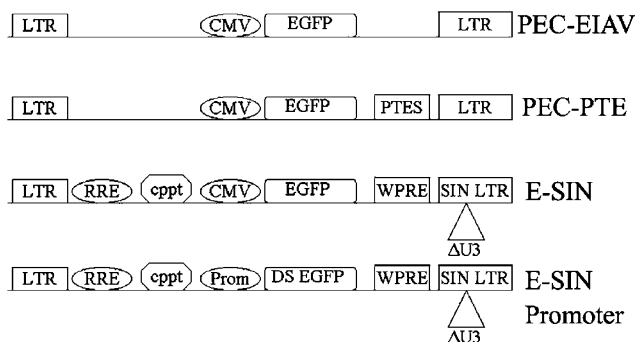 LTR CMV EGFP LTR PEC-EIAV
LTR CMV EGFP PTES LTR PEC-PTE
LTR RRE cppt CMV EGFP WPRE SIN LTR E-SIN
ΔU3
LTR RRE cppt Prom DS EGFP WPRE SIN LTR E-SIN
Promoter
ΔU3